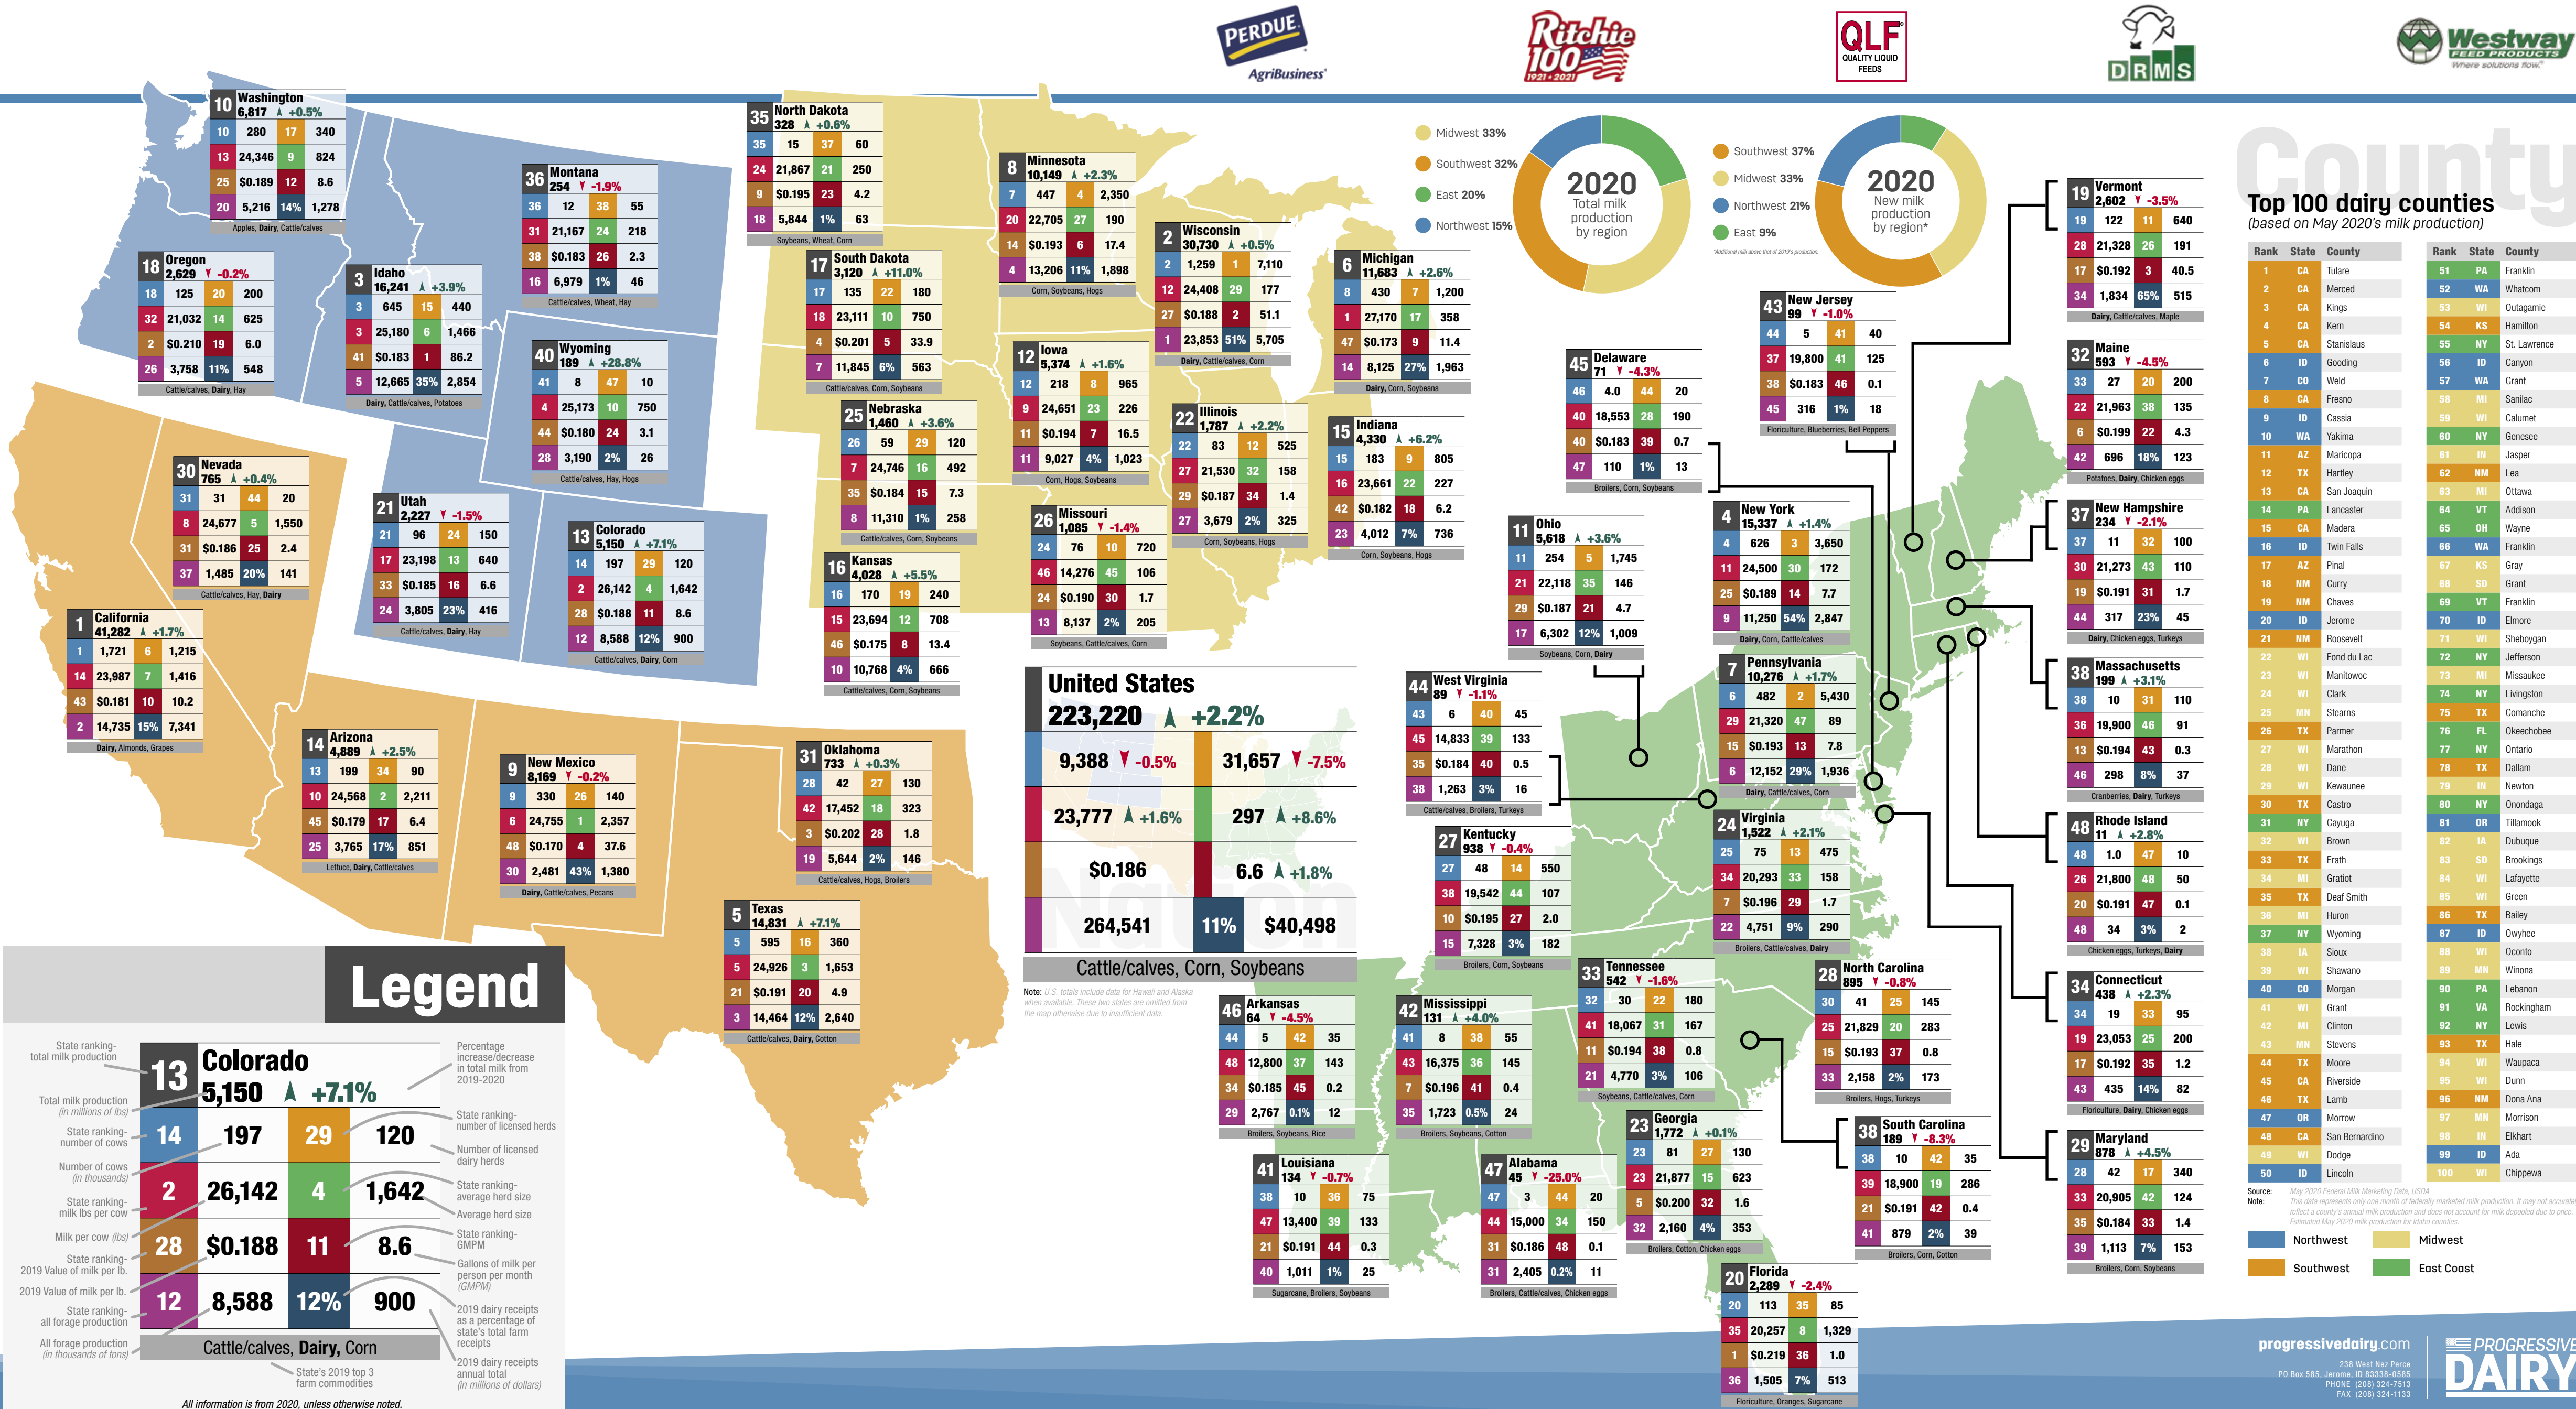 PERDUE
AgriBusiness
Ritchie
100
1921 • 2021
QLF
QUALITY LIQUID
FEEDS
DRMS
Westway
FEED PRODUCTS
Where solutions flow.
10 Washington
6,817 +0.5%
10 280 17 340
13 24,346 9 824
25 $0.189 12 8.6
20 5,216 14% 1,278
Apples, Dairy, Cattle/calves
18 Oregon
2,629 -0.2%
18 125 20 200
32 21,032 14 625
2 $0.210 19 6.0
26 3,758 11% 548
Cattle/calves, Dairy, Hay
3 Idaho
16,241 +3.9%
3 645 15 440
3 25,180 6 1,466
41 $0.183 1 86.2
5 12,665 35% 2,854
Dairy, Cattle/calves, Potatoes
36 Montana
254 -1.9%
36 12 38 55
31 21,167 24 218
38 $0.183 26 2.3
16 6,979 1% 46
Cattle/calves, Wheat, Hay
40 Wyoming
189 +28.8%
41 8 47 10
4 25,173 10 750
44 $0.180 24 3.1
28 3,190 2% 26
Cattle/calves, Hay, Hogs
30 Nevada
765 +0.4%
31 31 44 20
8 24,677 5 1,550
31 $0.186 25 2.4
37 1,485 20% 141
Cattle/calves, Hay, Dairy
21 Utah
2,227 -1.5%
21 96 24 150
17 23,198 13 640
33 $0.185 16 6.6
24 3,805 23% 416
Cattle/calves, Dairy, Hay
13 Colorado
5,150 +7.1%
14 197 29 120
2 26,142 4 1,642
28 $0.188 11 8.6
12 8,588 12% 900
Cattle/calves, Dairy, Corn
1 California
41,282 +1.7%
1 1,721 6 1,215
14 23,987 7 1,416
43 $0.181 10 10.2
2 14,735 15% 7,341
Dairy, Almonds, Grapes
14 Arizona
4,889 +2.5%
13 199 34 90
10 24,568 2 2,211
45 $0.179 17 6.4
25 3,765 17% 851
Lettuce, Dairy, Cattle/calves
9 New Mexico
8,169 -0.2%
9 330 26 140
6 24,755 1 2,357
48 $0.170 4 37.6
30 2,481 43% 1,380
Dairy, Cattle/calves, Pecans
31 Oklahoma
733 +0.3%
28 42 27 130
42 17,452 18 323
3 $0.202 28 1.8
19 5,644 2% 146
Cattle/calves, Hogs, Broilers
5 Texas
14,831 +7.1%
5 595 16 360
5 24,926 3 1,653
21 $0.191 20 4.9
3 14,464 12% 2,640
Cattle/calves, Dairy, Cotton
35 North Dakota
328 +0.6%
35 15 37 60
24 21,867 21 250
9 $0.195 23 4.2
18 5,844 1% 63
Soybeans, Wheat, Corn
17 South Dakota
3,120 +11.0%
17 135 22 180
18 23,111 10 750
4 $0.201 5 33.9
7 11,845 6% 563
Cattle/calves, Corn, Soybeans
25 Nebraska
1,460 +3.6%
26 59 29 120
7 24,746 16 492
35 $0.184 15 7.3
8 11,310 1% 258
Cattle/calves, Corn, Soybeans
16 Kansas
4,028 +5.5%
16 170 19 240
15 23,694 12 708
46 $0.175 8 13.4
10 10,768 4% 666
Cattle/calves, Corn, Soybeans
8 Minnesota
10,149 +2.3%
7 447 4 2,350
20 22,705 27 190
14 $0.193 6 17.4
4 13,206 11% 1,898
Corn, Soybeans, Hogs
12 Iowa
5,374 +1.6%
12 218 8 965
9 24,651 23 226
11 $0.194 7 16.5
11 9,027 4% 1,023
Corn, Hogs, Soybeans
26 Missouri
1,085 -1.4%
24 76 10 720
46 14,276 45 106
24 $0.190 30 1.7
13 8,137 2% 205
Soybeans, Cattle/calves, Corn
2 Wisconsin
30,730 +0.5%
2 1,259 1 7,110
12 24,408 29 177
27 $0.188 2 51.1
1 23,853 51% 5,705
Dairy, Cattle/calves, Corn
22 Illinois
1,787 +2.2%
22 83 12 525
27 21,530 32 158
29 $0.187 34 1.4
27 3,679 2% 325
Corn, Soybeans, Hogs
6 Michigan
11,683 +2.6%
8 430 7 1,200
1 27,170 17 358
47 $0.173 9 11.4
14 8,125 27% 1,963
Dairy, Corn, Soybeans
15 Indiana
4,330 +6.2%
15 183 9 805
16 23,661 22 227
42 $0.182 18 6.2
23 4,012 7% 736
Corn, Soybeans, Hogs
Midwest 33%
Southwest 32%
East 20%
Northwest 15%
2020
Total milk
production
by region
Southwest 37%
Midwest 33%
Northwest 21%
East 9%
*Additional milk above that of 2019's production.
2020
New milk
production
by region*
43 New Jersey
99 -1.0%
44 5 41 40
37 19,800 41 125
38 $0.183 46 0.1
45 316 1% 18
Floriculture, Blueberries, Bell Peppers
45 Delaware
71 -4.3%
46 4.0 44 20
40 18,553 28 190
40 $0.183 39 0.7
47 110 1% 13
Broilers, Corn, Soybeans
11 Ohio
5,618 +3.6%
11 254 5 1,745
21 22,118 35 146
29 $0.187 21 4.7
17 6,302 12% 1,009
Soybeans, Corn, Dairy
4 New York
15,337 +1.4%
4 626 3 3,650
11 24,500 30 172
25 $0.189 14 7.7
9 11,250 54% 2,847
Dairy, Corn, Cattle/calves
7 Pennsylvania
10,276 +1.7%
6 482 2 5,430
29 21,320 47 89
15 $0.193 13 7.8
6 12,152 29% 1,936
Dairy, Cattle/calves, Corn
44 West Virginia
89 -1.1%
43 6 40 45
45 14,833 39 133
35 $0.184 40 0.5
38 1,263 3% 16
Cattle/calves, Broilers, Turkeys
27 Kentucky
938 -0.4%
27 48 14 550
38 19,542 44 107
10 $0.195 27 2.0
15 7,328 3% 182
Broilers, Corn, Soybeans
24 Virginia
1,522 +2.1%
25 75 13 475
34 20,293 33 158
7 $0.196 29 1.7
22 4,751 9% 290
Broilers, Cattle/calves, Dairy
33 Tennessee
542 -1.6%
32 30 22 180
41 18,067 31 167
11 $0.194 38 0.8
21 4,770 3% 106
Soybeans, Cattle/calves, Corn
28 North Carolina
895 -0.8%
30 41 25 145
25 21,829 20 283
15 $0.193 37 0.8
33 2,158 2% 173
Broilers, Hogs, Turkeys
46 Arkansas
64 -4.5%
44 5 42 35
48 12,800 37 143
34 $0.185 45 0.2
29 2,767 0.1% 12
Broilers, Soybeans, Rice
42 Mississippi
131 +4.0%
41 8 38 55
43 16,375 36 145
7 $0.196 41 0.4
35 1,723 0.5% 24
Broilers, Soybeans, Cotton
41 Louisiana
134 -0.7%
38 10 36 75
47 13,400 39 133
21 $0.191 44 0.3
40 1,011 1% 25
Sugarcane, Broilers, Soybeans
47 Alabama
45 -25.0%
47 3 44 20
44 15,000 34 150
31 $0.186 48 0.1
31 2,405 0.2% 11
Broilers, Cattle/calves, Chicken eggs
23 Georgia
1,772 +0.1%
23 81 27 130
23 21,877 15 623
5 $0.200 32 1.6
32 2,160 4% 353
Broilers, Cotton, Chicken eggs
38 South Carolina
189 -8.3%
38 10 42 35
39 18,900 19 286
21 $0.191 42 0.4
41 879 2% 39
Broilers, Corn, Cotton
20 Florida
2,289 -2.4%
20 113 35 85
35 20,257 8 1,329
1 $0.219 36 1.0
36 1,505 7% 513
Floriculture, Oranges, Sugarcane
19 Vermont
2,602 -3.5%
19 122 11 640
28 21,328 26 191
17 $0.192 3 40.5
34 1,834 65% 515
Dairy, Cattle/calves, Maple
32 Maine
593 -4.5%
33 27 20 200
22 21,963 38 135
6 $0.199 22 4.3
42 696 18% 123
Potatoes, Dairy, Chicken eggs
37 New Hampshire
234 -2.1%
37 11 32 100
30 21,273 43 110
19 $0.191 31 1.7
44 317 23% 45
Dairy, Chicken eggs, Turkeys
38 Massachusetts
199 +3.1%
38 10 31 110
36 19,900 46 91
13 $0.194 43 0.3
46 298 8% 37
Cranberries, Dairy, Turkeys
48 Rhode Island
11 +2.8%
48 1.0 47 10
26 21,800 48 50
20 $0.191 47 0.1
48 34 3% 2
Chicken eggs, Turkeys, Dairy
34 Connecticut
438 +2.3%
34 19 33 95
19 23,053 25 200
17 $0.192 35 1.2
43 435 14% 82
Floriculture, Dairy, Chicken eggs
29 Maryland
878 +4.5%
28 42 17 340
33 20,905 42 124
35 $0.184 33 1.4
39 1,113 7% 153
Broilers, Corn, Soybeans
Nation
United States
223,220 +2.2%
9,388 -0.5% 31,657 -7.5%
23,777 +1.6% 297 +8.6%
$0.186 6.6 +1.8%
264,541 11% $40,498
Cattle/calves, Corn, Soybeans
Note: U.S. totals include data for Hawaii and Alaska
when available. These two states are omitted from
the map otherwise due to insufficient data.
Legend
State ranking-
total milk production
Total milk production
(in millions of lbs)
State ranking-
number of cows
Number of cows
(in thousands)
State ranking-
milk lbs per cow
Milk per cow (lbs)
State ranking-
2019 Value of milk per lb.
2019 Value of milk per lb.
State ranking-
all forage production
All forage production
(in thousands of tons)
13 Colorado
5,150 +7.1%
14 197 29 120
2 26,142 4 1,642
28 $0.188 11 8.6
12 8,588 12% 900
Cattle/calves, Dairy, Corn
Percentage
increase/decrease
in total milk from
2019-2020
State ranking-
number of licensed herds
Number of licensed
dairy herds
State ranking-
average herd size
Average herd size
State ranking-
GMPM
Gallons of milk per
person per month
(GMPM)
2019 dairy receipts
as a percentage of
state's total farm
receipts
2019 dairy receipts
annual total
(in millions of dollars)
State's 2019 top 3
farm commodities
All information is from 2020, unless otherwise noted.
County
Top 100 dairy counties
(based on May 2020's milk production)
Rank State County
1 CA Tulare
2 CA Merced
3 CA Kings
4 CA Kern
5 CA Stanislaus
6 ID Gooding
7 CO Weld
8 CA Fresno
9 ID Cassia
10 WA Yakima
11 AZ Maricopa
12 TX Hartley
13 CA San Joaquin
14 PA Lancaster
15 CA Madera
16 ID Twin Falls
17 AZ Pinal
18 NM Curry
19 NM Chaves
20 ID Jerome
21 NM Roosevelt
22 WI Fond du Lac
23 WI Manitowoc
24 WI Clark
25 MN Stearns
26 TX Parmer
27 WI Marathon
28 WI Dane
29 WI Kewaunee
30 TX Castro
31 NY Cayuga
32 WI Brown
33 TX Erath
34 MI Gratiot
35 TX Deaf Smith
36 MI Huron
37 NY Wyoming
38 IA Sioux
39 WI Shawano
40 CO Morgan
41 WI Grant
42 MI Clinton
43 MN Stevens
44 TX Moore
45 CA Riverside
46 TX Lamb
47 OR Morrow
48 CA San Bernardino
49 WI Dodge
50 ID Lincoln
Rank State County
51 PA Franklin
52 WA Whatcom
53 WI Outagamie
54 KS Hamilton
55 NY St. Lawrence
56 ID Canyon
57 WA Grant
58 MI Sanilac
59 WI Calumet
60 NY Genesee
61 IN Jasper
62 NM Lea
63 MI Ottawa
64 VT Addison
65 OH Wayne
66 WA Franklin
67 KS Gray
68 SD Grant
69 VT Franklin
70 ID Elmore
71 WI Sheboygan
72 NY Jefferson
73 MI Missaukee
74 NY Livingston
75 TX Comanche
76 FL Okeechobee
77 NY Ontario
78 TX Dallam
79 IN Newton
80 NY Onondaga
81 OR Tillamook
82 IA Dubuque
83 SD Brookings
84 WI Lafayette
85 WI Green
86 TX Bailey
87 ID Owyhee
88 WI Oconto
89 MN Winona
90 PA Lebanon
91 VA Rockingham
92 NY Lewis
93 TX Hale
94 WI Waupaca
95 WI Dunn
96 NM Dona Ana
97 MN Morrison
98 IN Elkhart
99 ID Ada
100 WI Chippewa
Source: May 2020 Federal Milk Marketing Data, USDA
Note: This data represents only one month of federally marketed milk production. It may not accurate
reflect a county's annual milk production and does not account for milk depooled due to price.
Estimated May 2020 milk production for Idaho counties.
Northwest Midwest
Southwest East Coast
progressivedairy.com
238 West Nez Perce
PO Box 585, Jerome, ID 83338-0585
PHONE (208) 324-7513
FAX (208) 324-1133
PROGRESSIVE
DAIRY